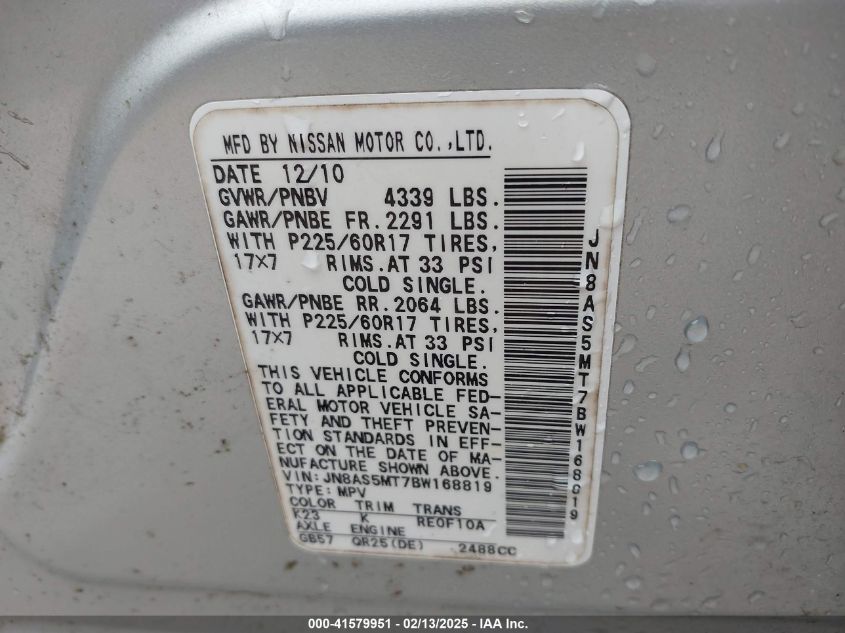 MFD BY NISSAN MOTOR CO.,LTD.
DATE 12/10
GVWR/PNBV 4339 LBS.
GAWR/PNBE FR.2291 LBS.
WITH P225/60R17 TIRES,
17X7 RIMS.AT 33 PSI
COLD SINGLE.
GAWR/PNBE RR.2064 LBS.
WITH P225/60R17 TIRES,
17X7 RIMS.AT 33 PSI
COLD SINGLE.
THIS VEHICLE CONFORMS
TO ALL APPLICABLE FED-
ERAL MOTOR VEHICLE SA-
FETY AND THEFT PREVEN-
TION STANDARDS IN EFF-
ECT ON THE DATE OF MA-
NUFACTURE SHOWN ABOVE.
VIN:JN8AS5MT7BW168819
TYPE:MPV
COLOR TRIM TRANS
K23 K RE0F10A
AXLE ENGINE
GB57 QR25(DE) 2488CC
JN8AS5MT7BW168819
000-41579951 - 02/13/2025 - IAA Inc.